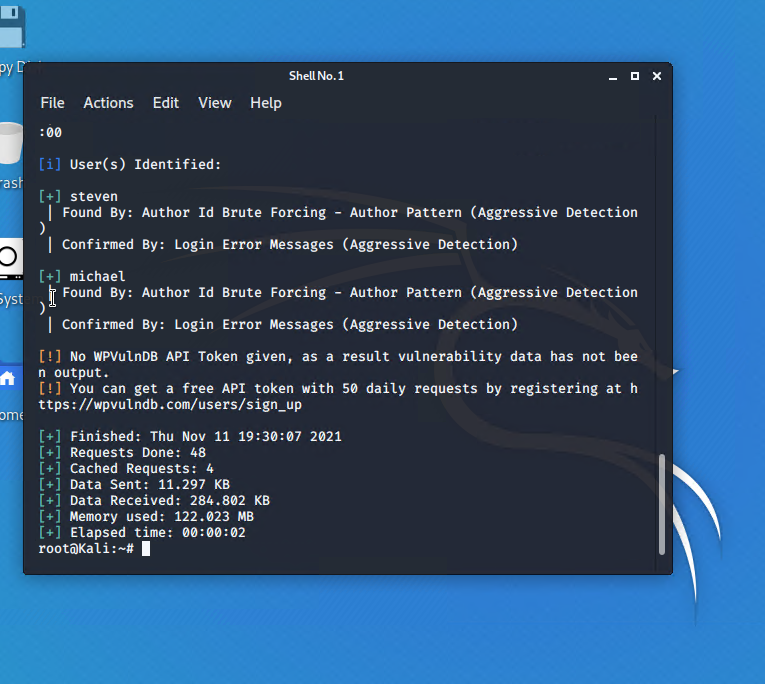 py Di
Shell No. 1
File Actions Edit View Help
:00
[i] User(s) Identified:
[+] steven
| Found By: Author Id Brute Forcing - Author Pattern (Aggressive Detection
)
| Confirmed By: Login Error Messages (Aggressive Detection)
[+] michael
| Found By: Author Id Brute Forcing - Author Pattern (Aggressive Detection
)
| Confirmed By: Login Error Messages (Aggressive Detection)
[!] No WPVulnDB API Token given, as a result vulnerability data has not bee
n output.
[!] You can get a free API token with 50 daily requests by registering at h
ttps://wpvulndb.com/users/sign_up
[+] Finished: Thu Nov 11 19:30:07 2021
[+] Requests Done: 48
[+] Cached Requests: 4
[+] Data Sent: 11.297 KB
[+] Data Received: 284.802 KB
[+] Memory used: 122.023 MB
[+] Elapsed time: 00:00:02
root@Kali:~#
rash
Syst
ome